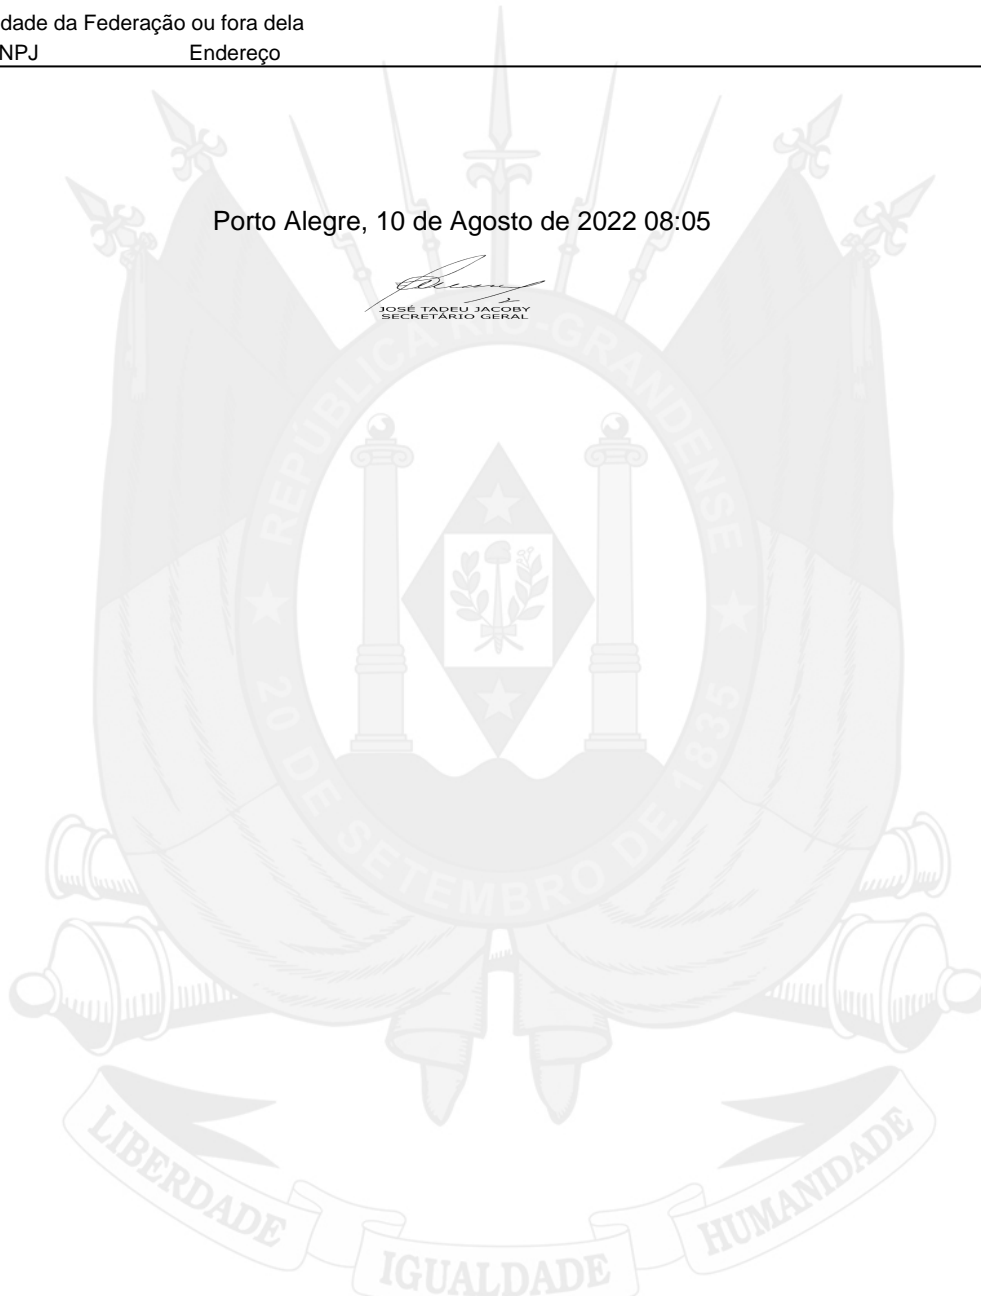 dade da Federação ou fora dela
NPJ Endereço
Porto Alegre, 10 de Agosto de 2022 08:05
JOSÉ TADEU JACOBY
SECRETÁRIO GERAL
REPÚBLICA RIO-GRANDENSE
20 DE SETEMBRO DE 1835
LIBERDADE
IGUALDADE
HUMANIDADE